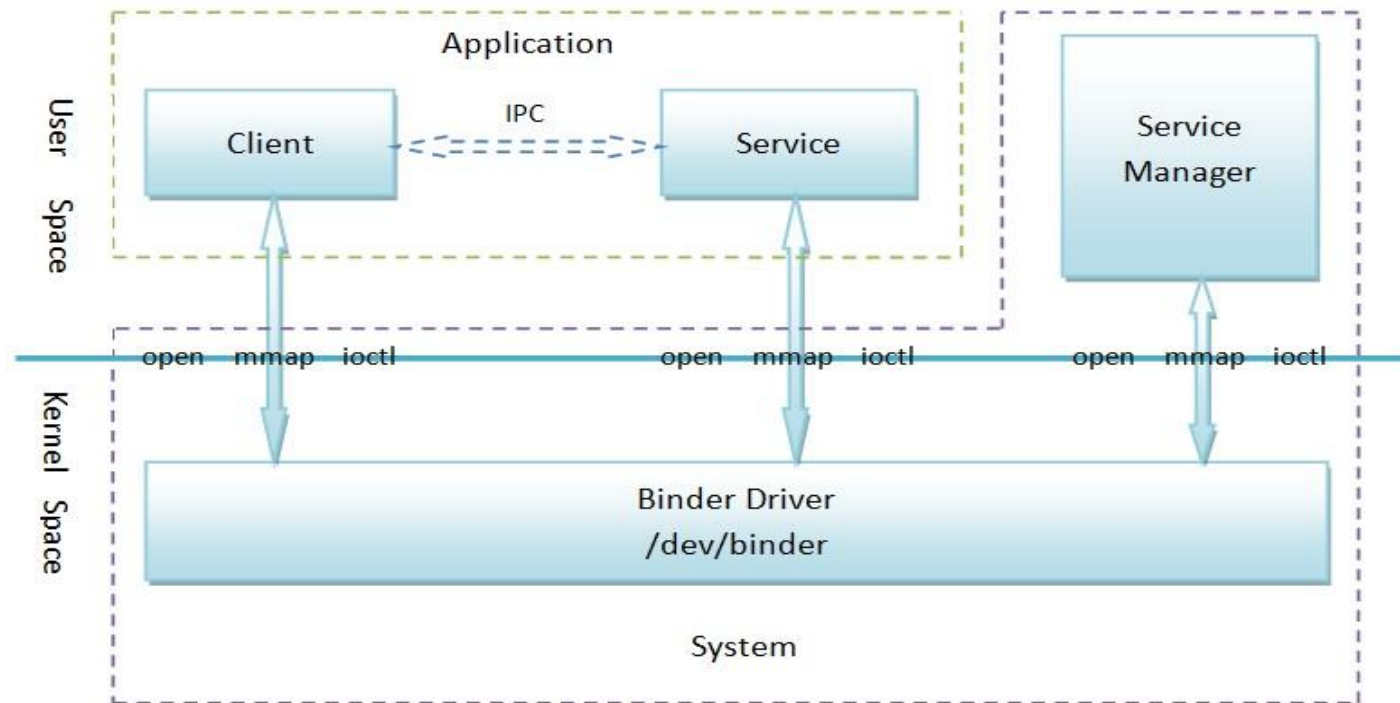 Application
User Space
Client
IPC
Service
Service
Manager
open mmap ioctl
open mmap ioctl
open mmap ioctl
Kernel Space
Binder Driver
/dev/binder
System